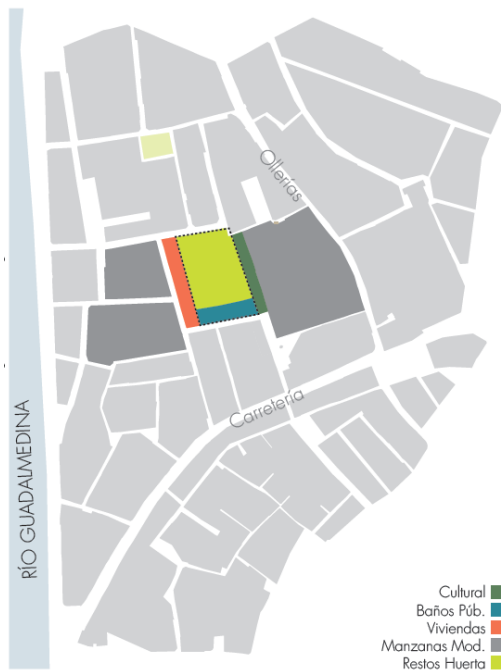 Ollerías
Carretería
RÍO GUADALMEDINA
Cultural
Baños Púb.
Viviendas
Manzanas Mod.
Restos Huerta